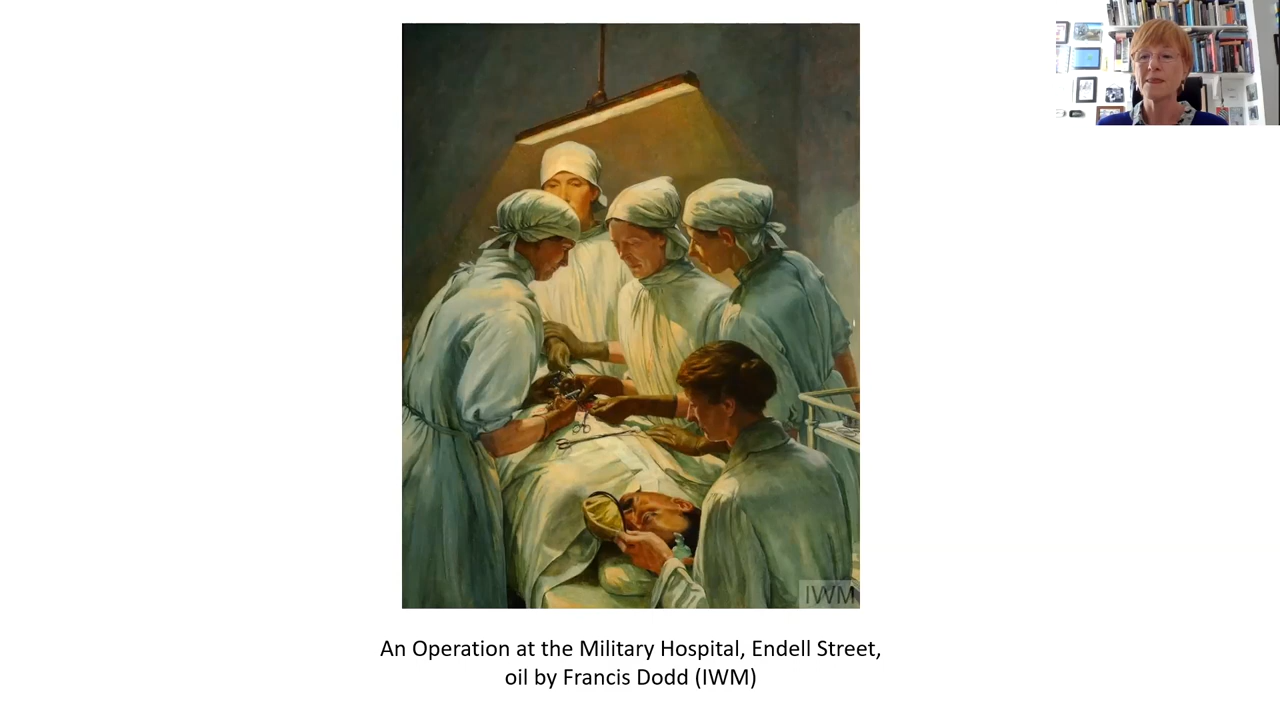 IWM
An Operation at the Military Hospital, Endell Street,
oil by Francis Dodd (IWM)